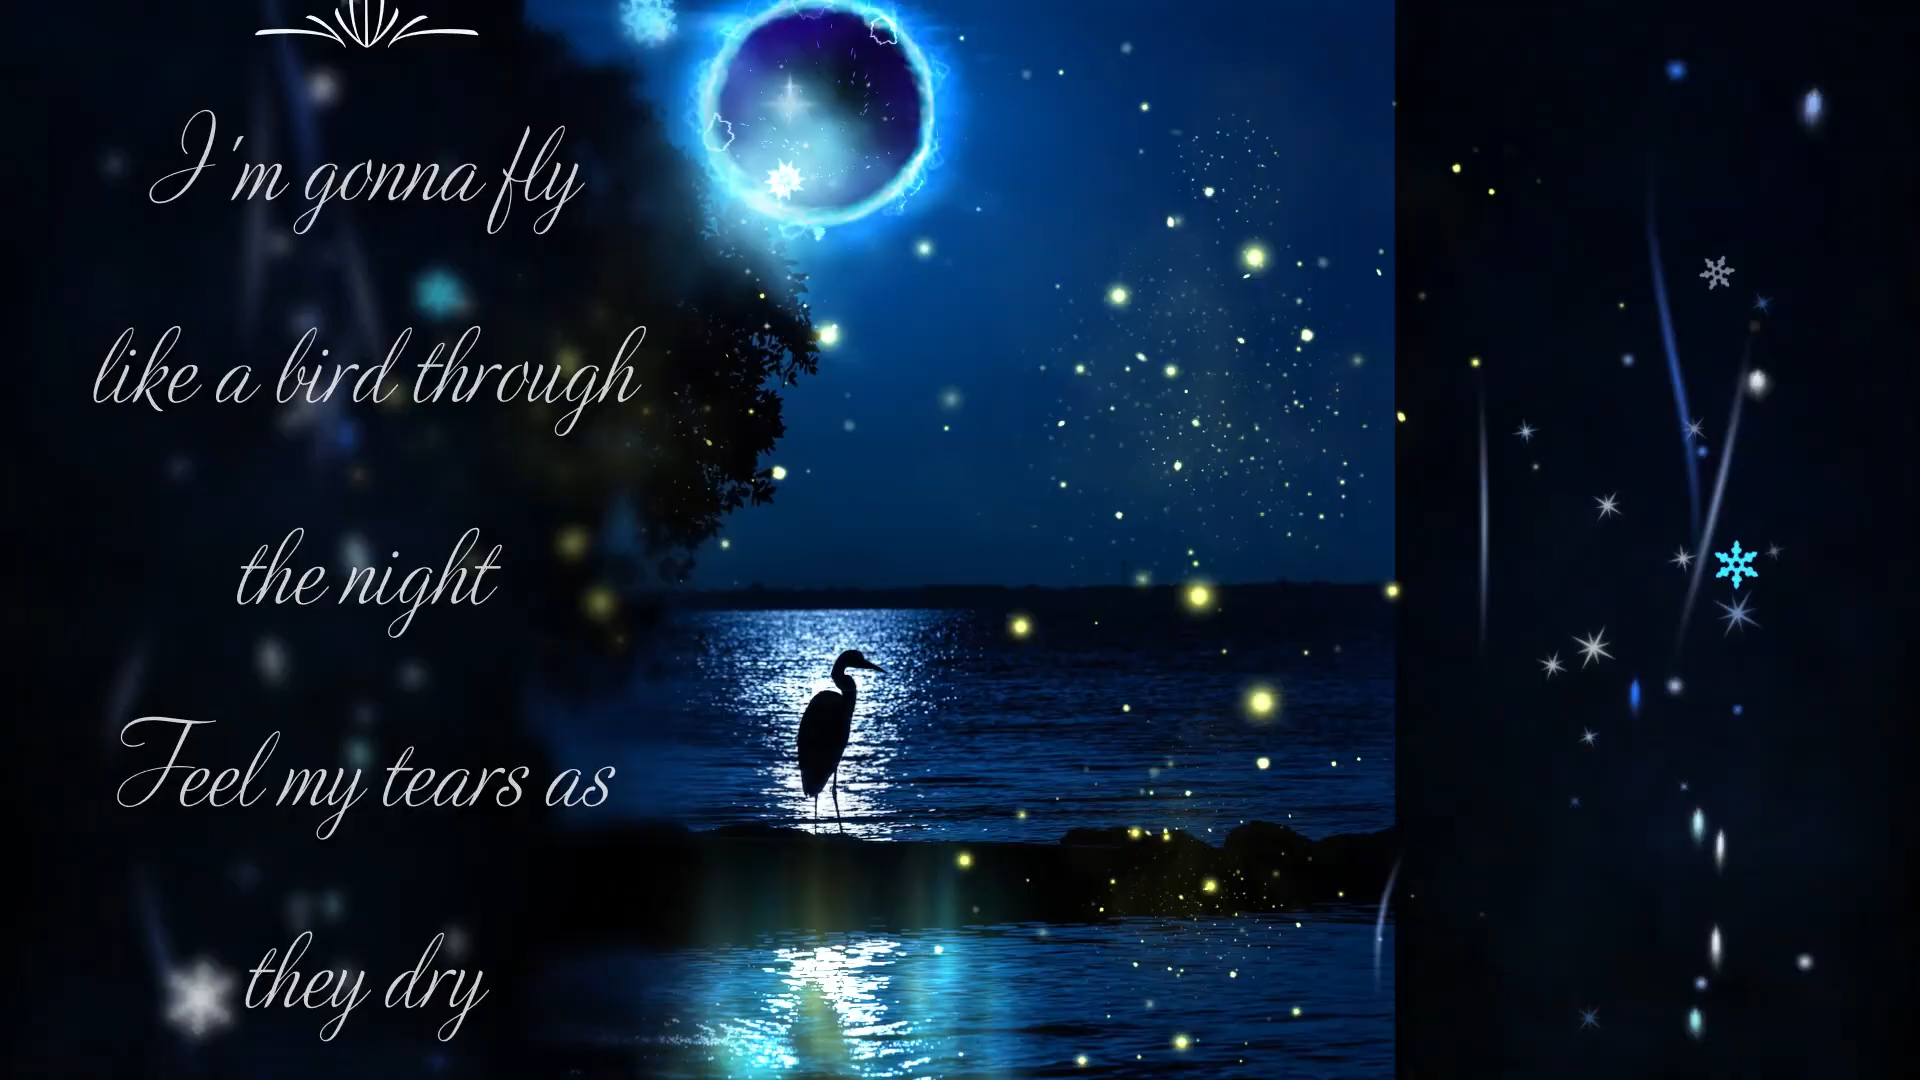 I'm gonna fly
like a bird through
the night
Feel my tears as
they dry